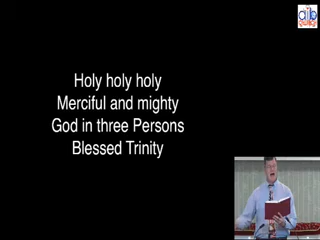 Holy holy holy
Merciful and mighty
God in three Persons
Blessed Trinity